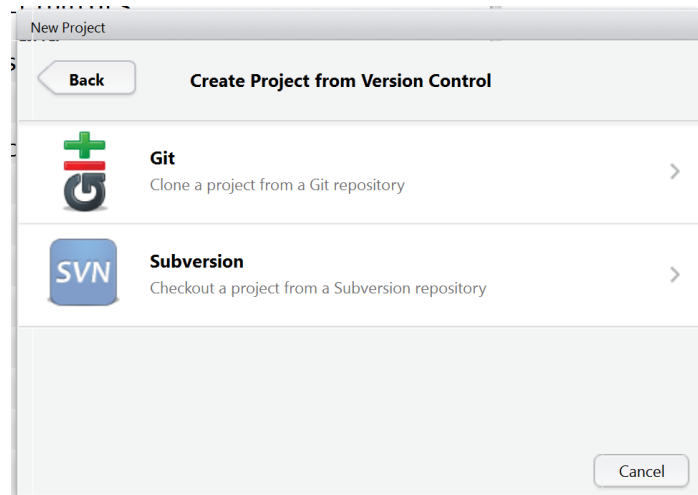 New Project
Back
Create Project from Version Control
Git
Clone a project from a Git repository
SVN
Subversion
Checkout a project from a Subversion repository
Cancel